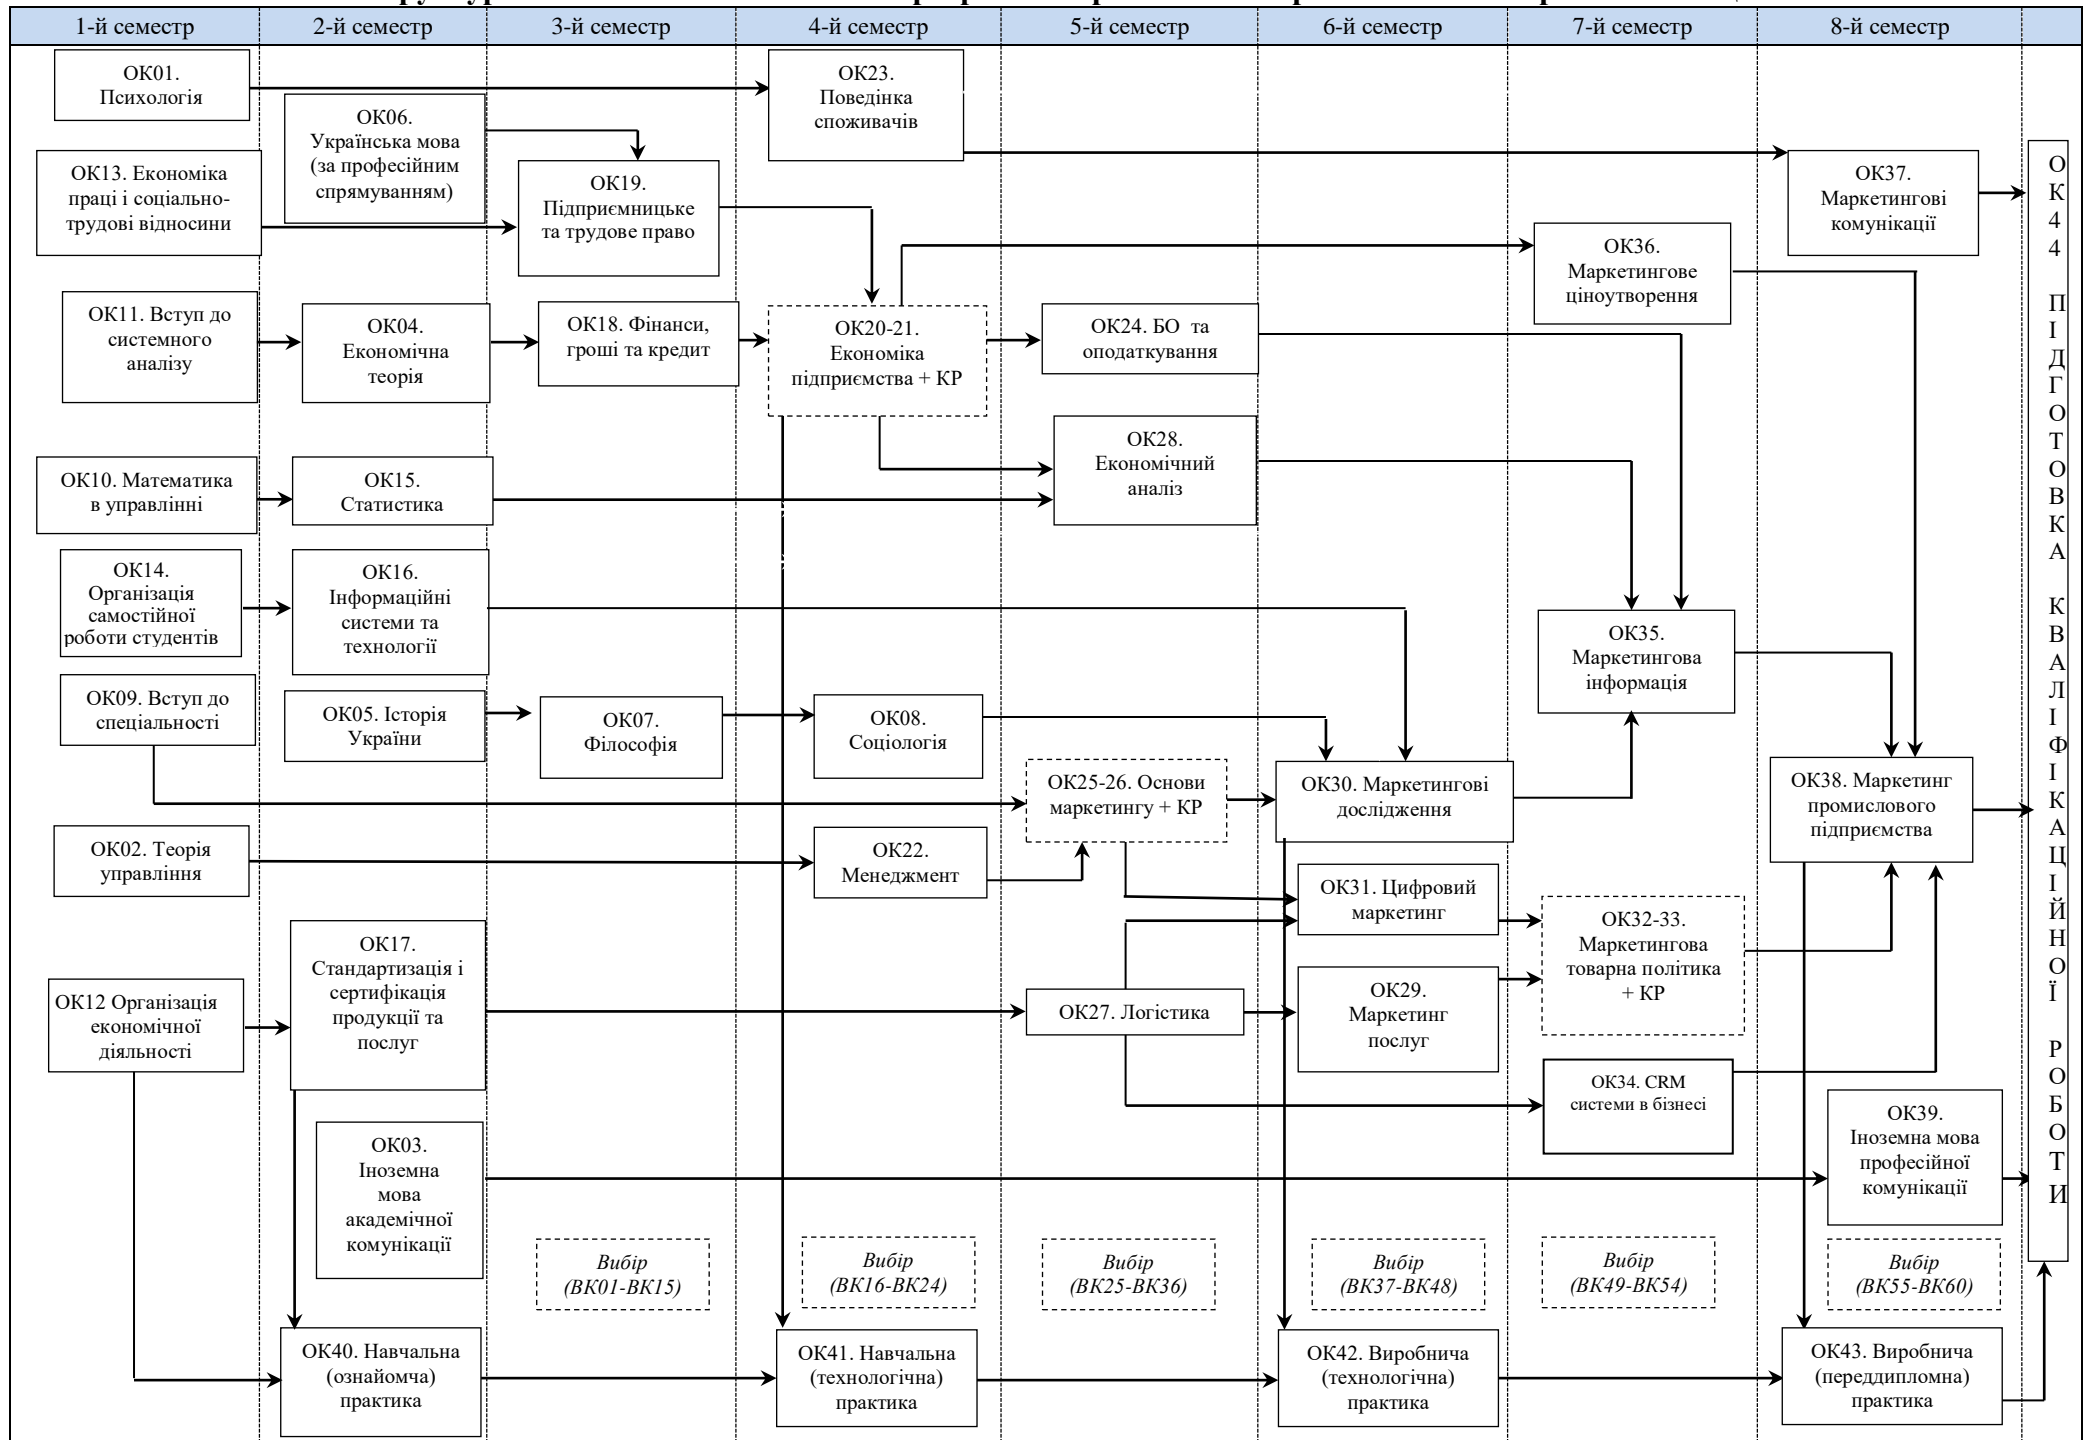 1-й семестр
2-й семестр
3-й семестр
4-й семестр
5-й семестр
6-й семестр
7-й семестр
8-й семестр
ОК01.
Психологія
ОК13. Економіка
праці і соціально-
трудові відносини
ОК11. Вступ до
системного
аналізу
ОК10. Математика
в управлінні
ОК14.
Організація
самостійної
роботи студентів
ОК09. Вступ до
спеціальності
ОК02. Теорія
управління
ОК12 Організація
економічної
діяльності
ОК06.
Українська мова
(за професійним
спрямуванням)
ОК04.
Економічна
теорія
ОК15.
Статистика
ОК16.
Інформаційні
системи та
технології
ОК05. Історія
України
ОК17.
Стандартизація і
сертифікація
продукції та
послуг
ОК03.
Іноземна
мова
академічної
комунікації
ОК40. Навчальна
(ознайомча)
практика
ОК19.
Підприємницьке
та трудове право
ОК18. Фінанси,
гроші та кредит
ОК07.
Філософія
Вибір
(ВК01-ВК15)
ОК23.
Поведінка
споживачів
ОК20-21.
Економіка
підприємства + КР
ОК08.
Соціологія
ОК22.
Менеджмент
Вибір
(ВК16-ВК24)
ОК41. Навчальна
(технологічна)
практика
ОК24. БО та
оподаткування
ОК28.
Економічний
аналіз
ОК25-26. Основи
маркетингу + КР
ОК27. Логістика
Вибір
(ВК25-ВК36)
ОК30. Маркетингові
дослідження
ОК31. Цифровий
маркетинг
ОК29.
Маркетинг
послуг
Вибір
(ВК37-ВК48)
ОК42. Виробнича
(технологічна)
практика
ОК36.
Маркетингове
ціноутворення
ОК35.
Маркетингова
інформація
ОК32-33.
Маркетингова
товарна політика
+ КР
ОК34. CRM
системи в бізнесі
Вибір
(ВК49-ВК54)
ОК37.
Маркетингові
комунікації
ОК38. Маркетинг
промислового
підприємства
ОК39.
Іноземна мова
професійної
комунікації
Вибір
(ВК55-ВК60)
ОК43. Виробнича
(переддипломна)
практика
ОК44 ПІДГОТОВКА КВАЛІФІКАЦІЙНОЇ РОБОТИ